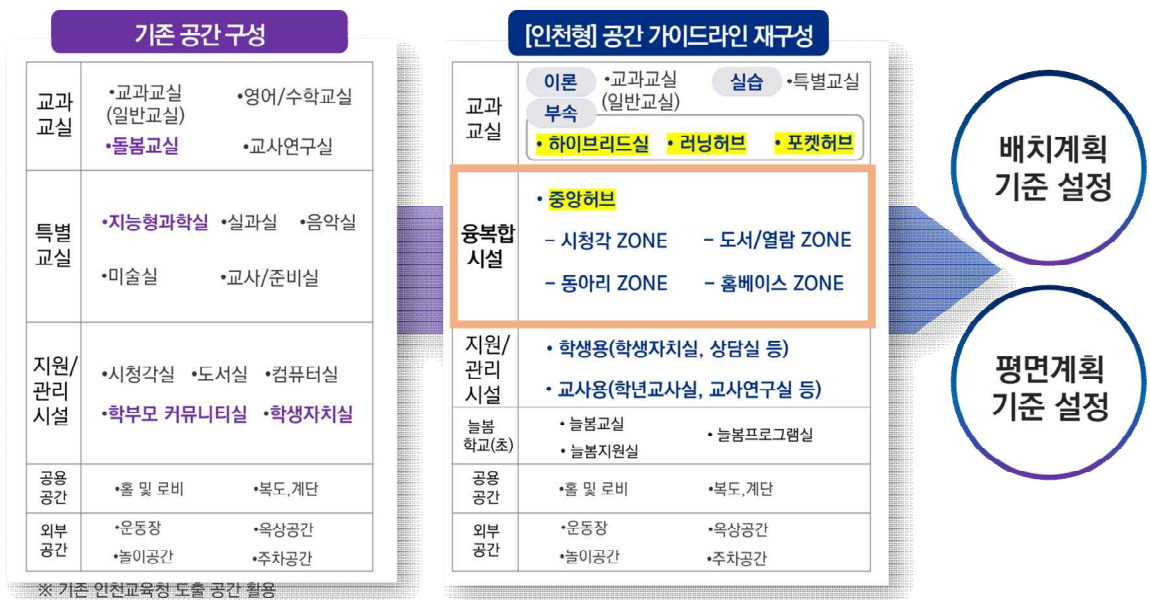 기존 공간 구성
교과
교실
•교과교실
(일반교실)
•영어/수학교실
•돌봄교실
•교사연구실
특별
교실
•지능형과학실 •실과실 •음악실
•미술실 •교사/준비실
지원/
관리
시설
•시청각실 •도서실 •컴퓨터실
•학부모 커뮤니티실 •학생자치실
공용
공간
•홀 및 로비 •복도,계단
외부
공간
•운동장 •옥상공간
•놀이공간 •주차공간
※ 기존 인천교육청 도출 공간 활용
[인천형] 공간 가이드라인 재구성
교과
교실
이론 •교과교실
(일반교실)
실습 •특별교실
부속
• 하이브리드실 • 러닝허브 • 포켓허브
융복합
시설
• 중앙허브
– 시청각 ZONE – 도서/열람 ZONE
– 동아리 ZONE – 홈베이스 ZONE
지원/
관리
시설
• 학생용(학생자치실, 상담실 등)
• 교사용(학년교사실, 교사연구실 등)
늘봄
학교(초)
• 늘봄교실
• 늘봄프로그램실
• 늘봄지원실
공용
공간
•홀 및 로비 •복도,계단
외부
공간
•운동장 •옥상공간
•놀이공간 •주차공간
배치계획
기준 설정
평면계획
기준 설정